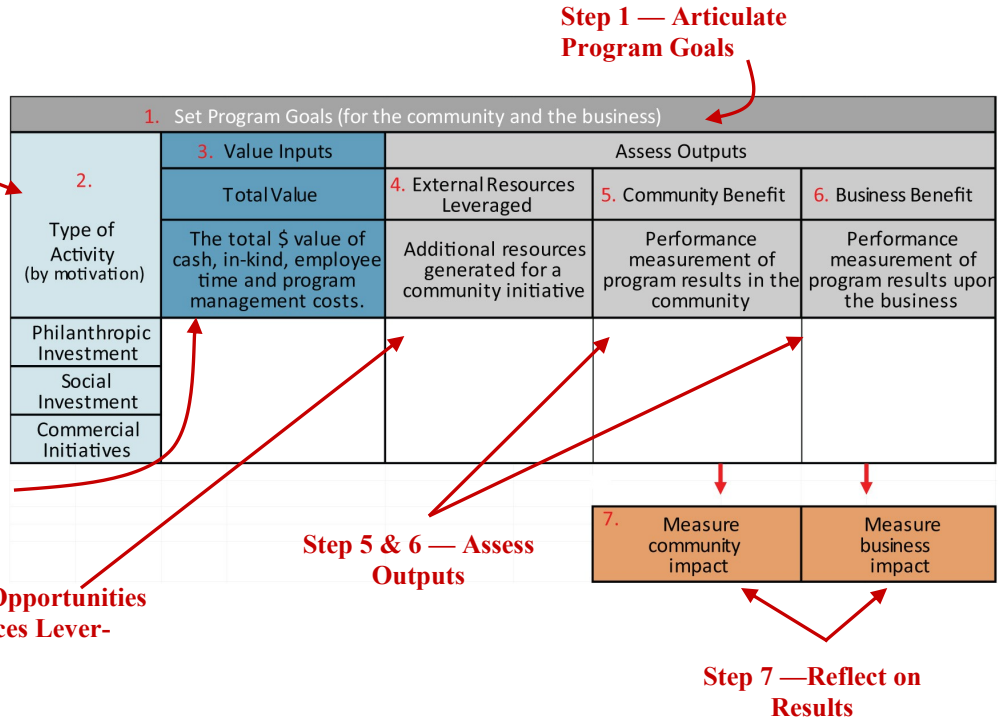 Step 1 — Articulate
Program Goals
1. Set Program Goals (for the community and the business)
2.
Type of
Activity
(by motivation)
3. Value Inputs
Assess Outputs
Total Value
4. External Resources
Leveraged
5. Community Benefit
6. Business Benefit
The total $ value of
cash, in-kind, employee
time and program
management costs.
Additional resources
generated for a
community initiative
Performance
measurement of
program results in the
community
Performance
measurement of
program results upon
the business
Philanthropic
Investment
Social
Investment
Commercial
Initiatives
7.
Measure
community
impact
Measure
business
impact
Step 5 & 6 — Assess
Outputs
Opportunities
ces Lever-
Step 7 —Reflect on
Results